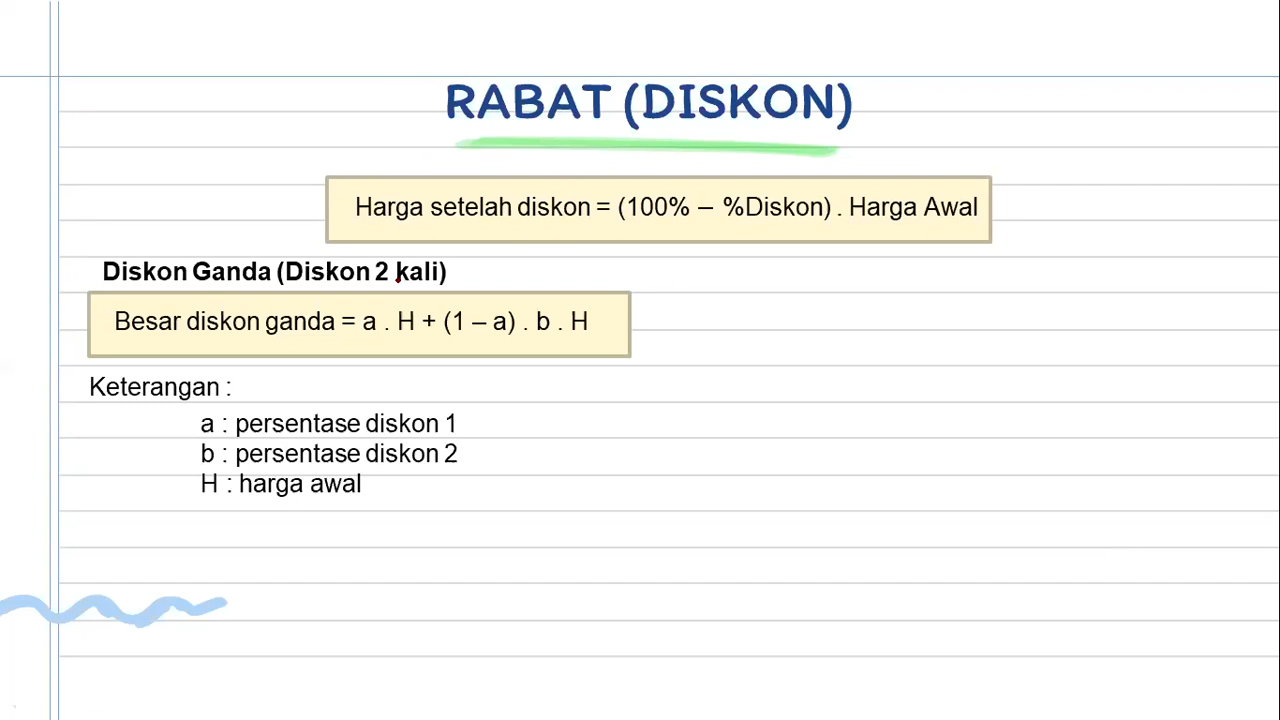 RABAT (DISKON)
Harga setelah diskon = (100% – %Diskon) . Harga Awal
Diskon Ganda (Diskon 2 kali)
Besar diskon ganda = a . H + (1 – a) . b . H
Keterangan :
a : persentase diskon 1
b : persentase diskon 2
H : harga awal